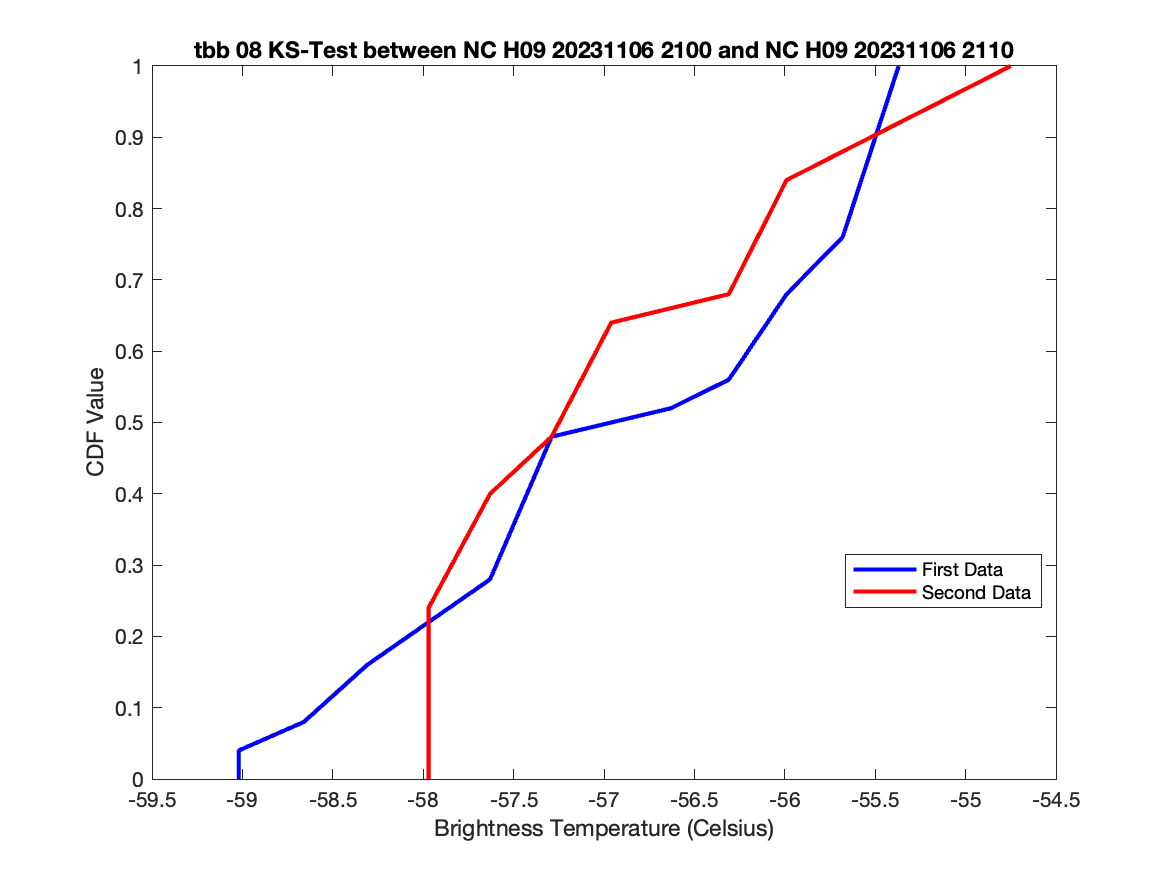 tbb 08 KS-Test between NC H09 20231106 2100 and NC H09 20231106 2110
1
0.9
0.8
0.7
0.6
0.5
0.4
0.3
0.2
0.1
0
CDF Value
First Data
Second Data
-59.5 -59 -58.5 -58 -57.5 -57 -56.5 -56 -55.5 -55 -54.5
Brightness Temperature (Celsius)